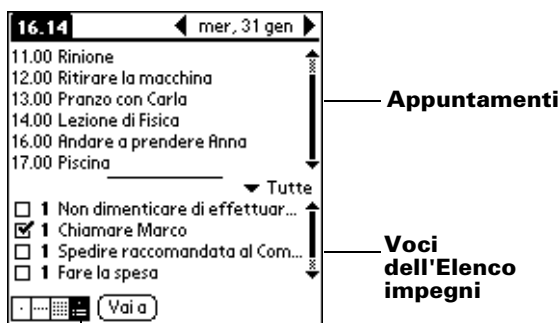 16.14 mer, 31 gen
11.00 Rinione
12.00 Ritirare la macchina
13.00 Pranzo con Carla
14.00 Lezione di Fisica
16.00 Andare a prendere Anna
17.00 Piscina
Appuntamenti
Tutte
1 Non dimenticare di effettuar...
1 Chiamare Marco
1 Spedire raccomandata al Com...
1 Fare la spesa
Voci
dell'Elenco
impegni
Vai a